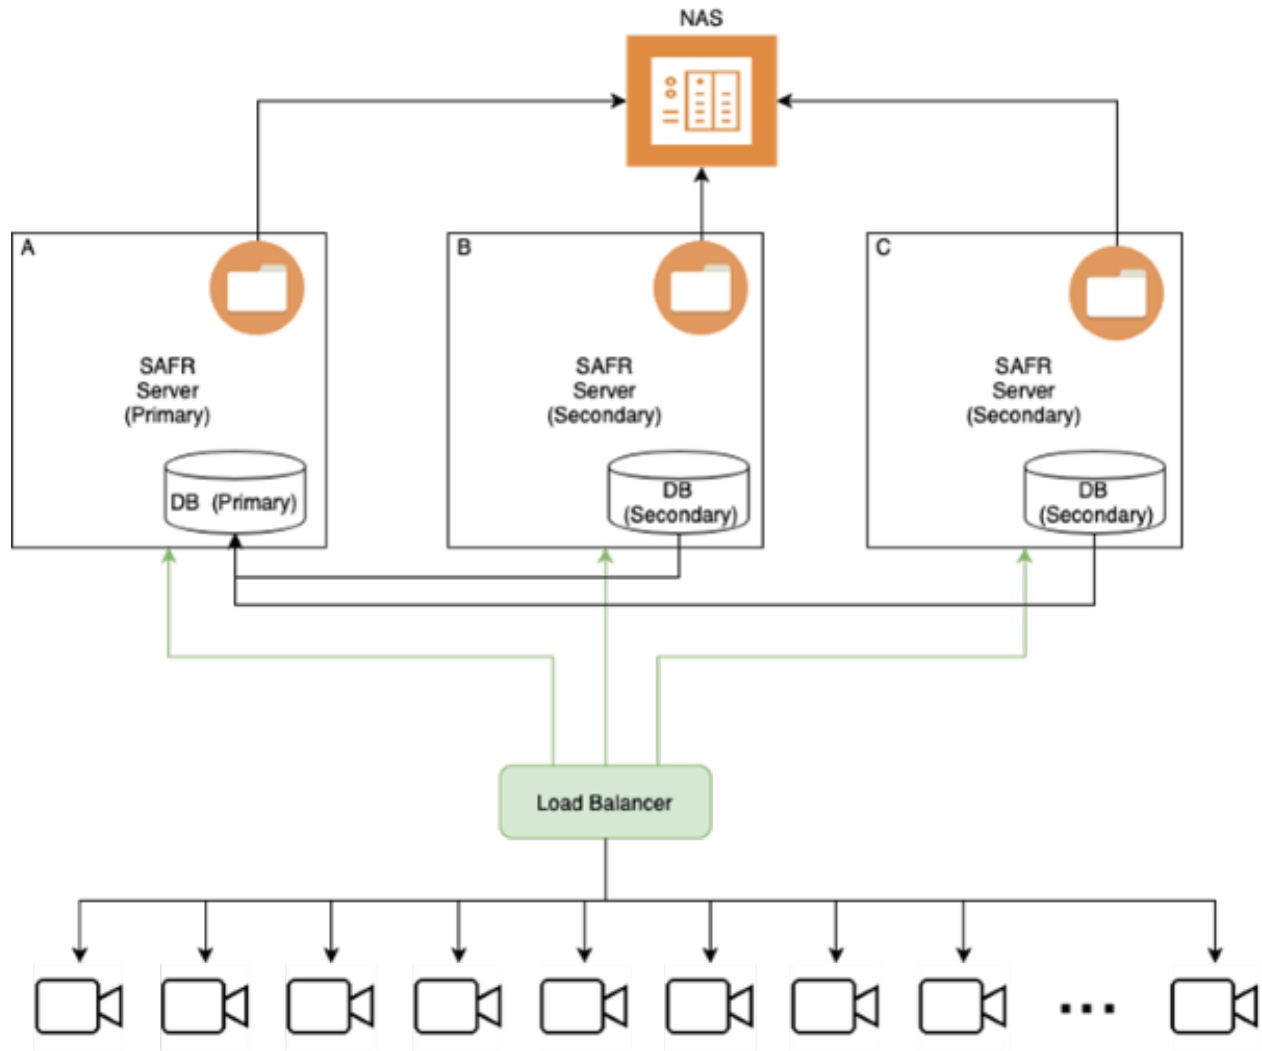 NAS
A
B
C
SAFR
Server
(Primary)
SAFR
Server
(Secondary)
SAFR
Server
(Secondary)
DB (Primary)
DB
(Secondary)
DB
(Secondary)
Load Balancer
...